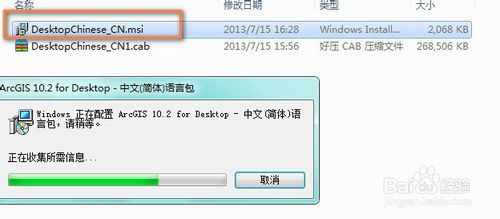 名称 修改日期 类型 大小
DesktopChinese_CN.msi 2013/7/15 16:28 Windows Install... 2,068 KB
DesktopChinese_CN1.cab 2013/7/15 15:56 好压 CAB 压缩文件 268,506 KB
ArcGIS 10.2 for Desktop - 中文(简体)语言包
Windows 正在配置 ArcGIS 10.2 for Desktop - 中文(简体)语
言包，请稍等。
正在收集所需信息...
取消
Baidu 经验
jingyan.baidu.com